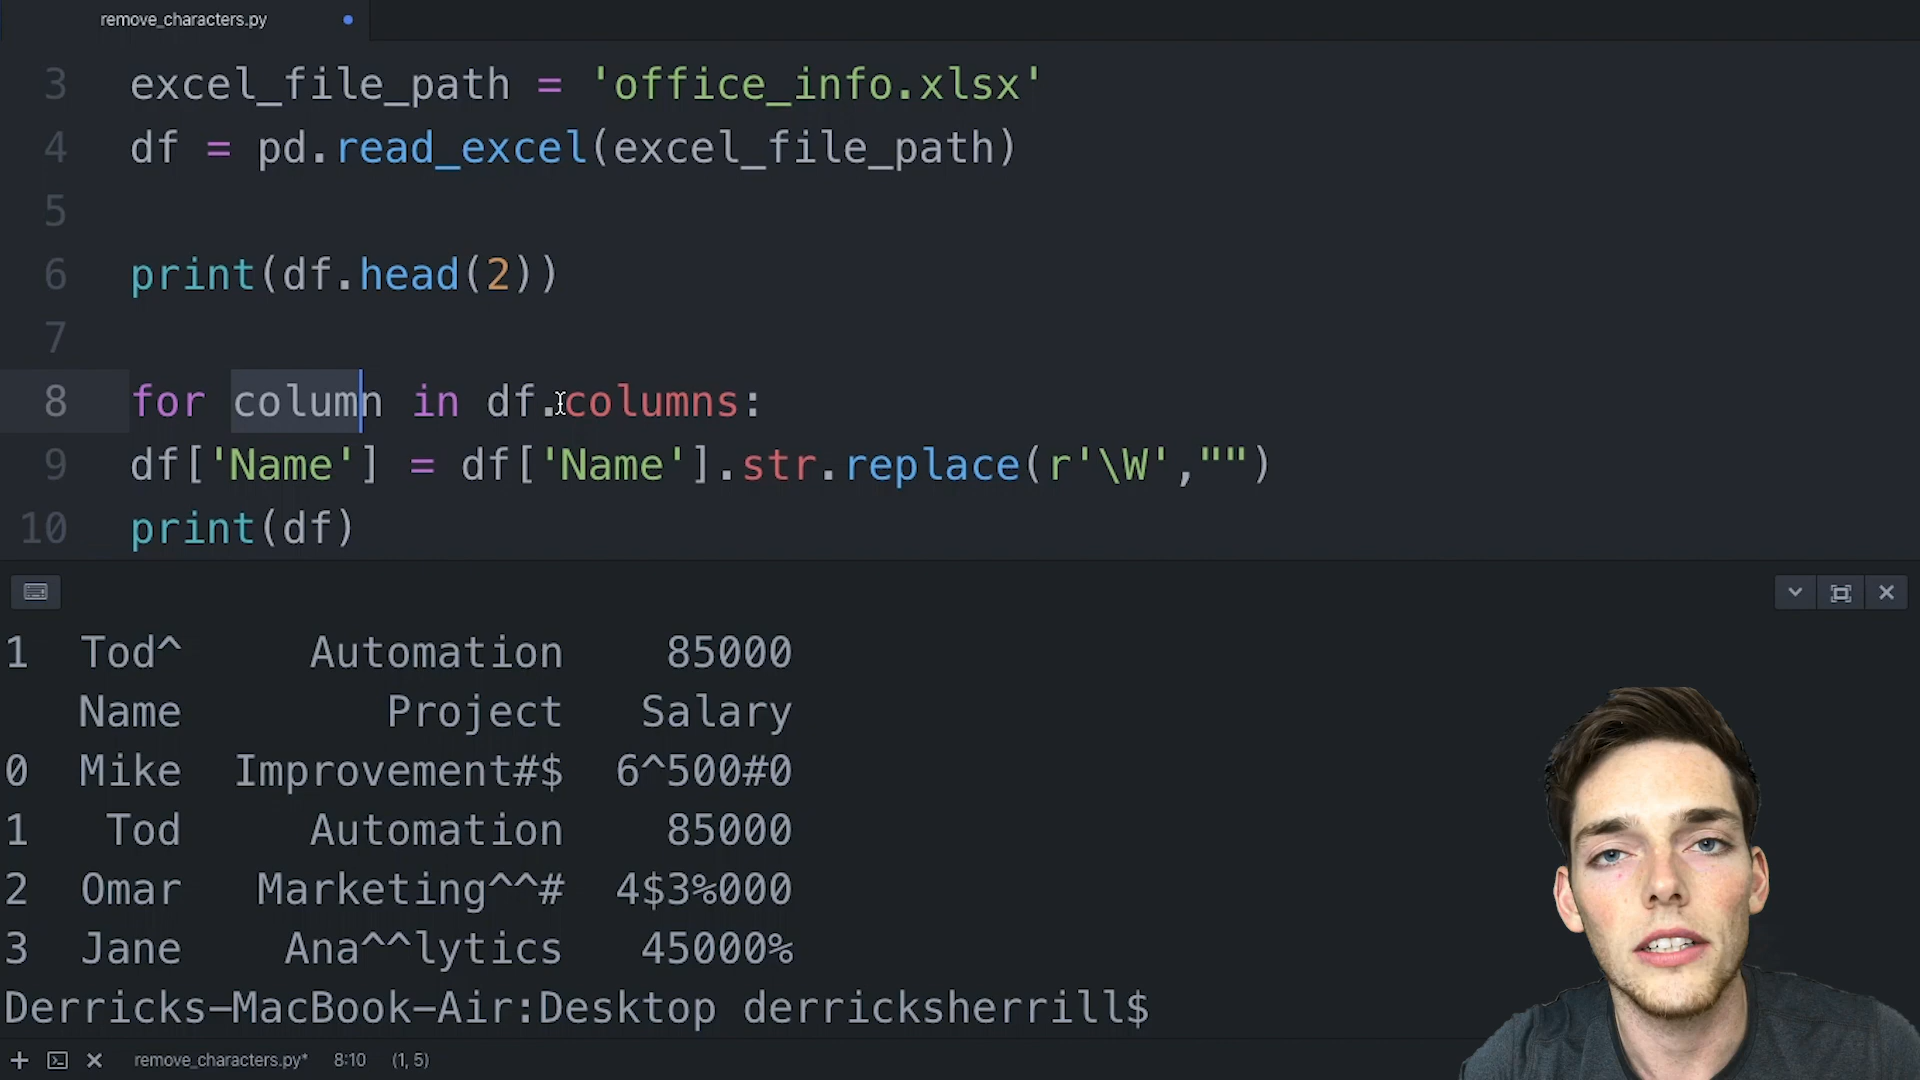 remove_characters.py
3 excel_file_path = 'office_info.xlsx'
4 df = pd.read_excel(excel_file_path)
5
6 print(df.head(2))
7
8 for column in df.columns:
9 df['Name'] = df['Name'].str.replace(r'\W',"")
10 print(df)
1 Tod^ Automation 85000
Name Project Salary
0 Mike Improvement#$ 6^500#0
1 Tod Automation 85000
2 Omar Marketing^^# 4$3%000
3 Jane Ana^^lytics 45000%
Derricks-MacBook-Air:Desktop derricksherrill$
remove_characters.py* 8:10 (1, 5)